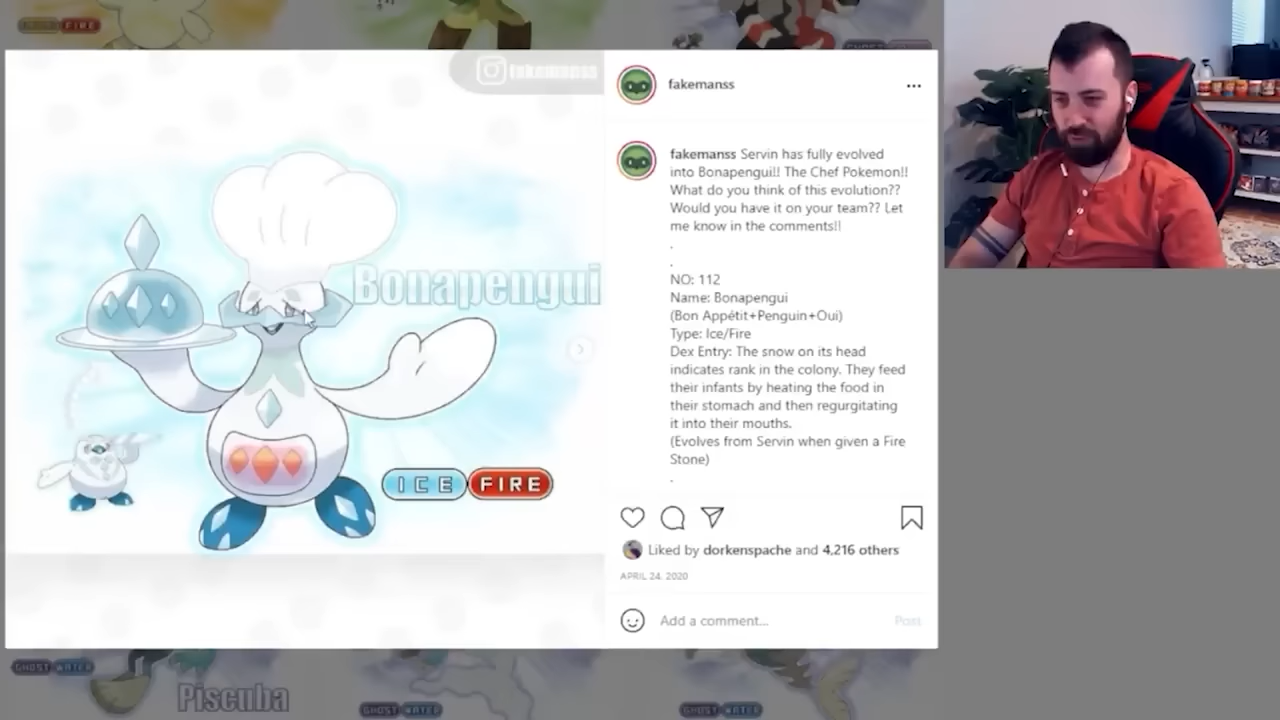 FIRE
fakemanss
fakemanss
fakemanss Servin has fully evolved
into Bonapengui!! The Chef Pokemon!!
What do you think of this evolution??
Would you have it on your team?? Let
me know in the comments!!
.
.
NO: 112
Name: Bonapengui
(Bon Appétit+Penguin+Oui)
Type: Ice/Fire
Dex Entry: The snow on its head
indicates rank in the colony. They feed
their infants by heating the food in
their stomach and then regurgitating
it into their mouths.
(Evolves from Servin when given a Fire
Stone)
.
Bonapengui
ICE FIRE
Liked by dorkenspache and 4,216 others
APRIL 24, 2020
Add a comment... Post
GHOST WATER
Piscuba
GHOST WATER
GHOST WATER